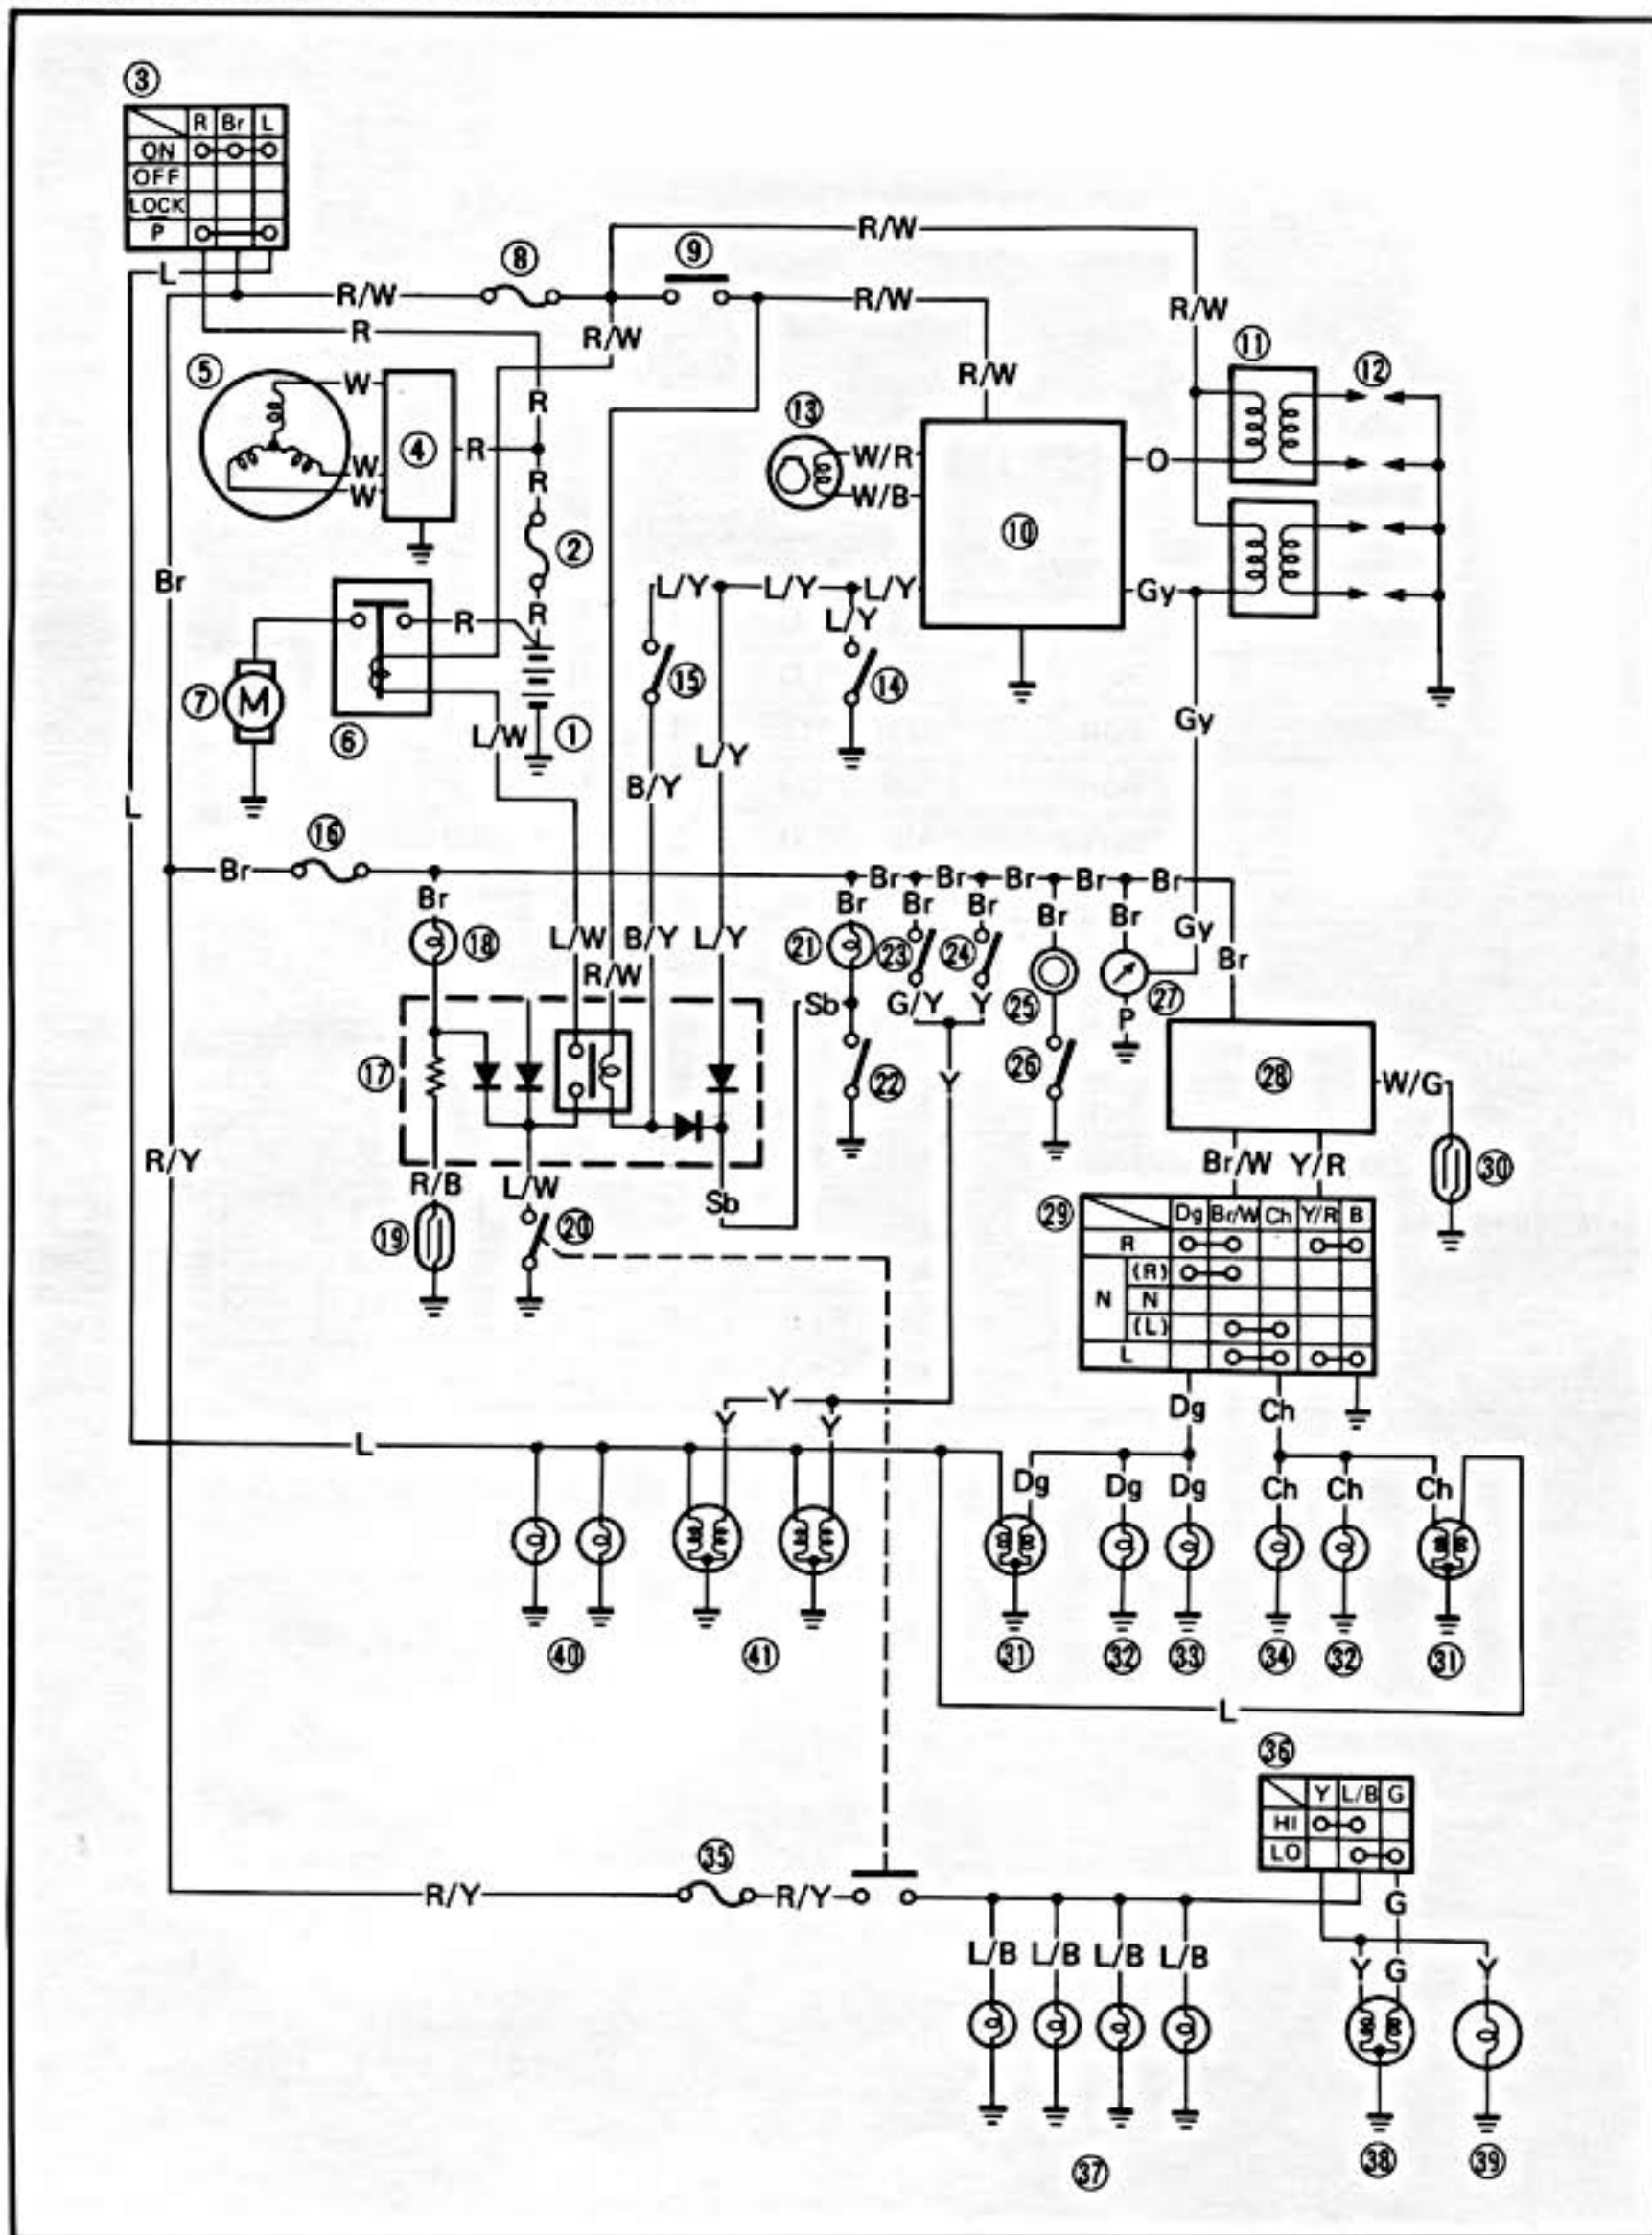 ③
R Br L
ON
OFF
LOCK
P
L
⑧
⑨
R/W
R/W
R/W
R/W
R
R/W
R/W
⑤
W
R
④
R
W
W
R
②
⑬
W/R
W/B
⑩
O
⑪
⑫
Br
⑥
R
R
L/Y
L/Y
L/Y
L/Y
Gy
⑦
M
L/W
①
⑮
⑭
L/Y
B/Y
Gy
L
⑯
Br
Br
Br
Br
Br
Br
Br
Br
Br
Br
Br
Br
Gy
Br
⑱
L/W
B/Y
L/Y
R/W
㉑
㉓
㉔
Sb
G/Y
Y
㉕
㉗
P
⑰
㉒
Y
㉖
㉘
W/G
R/Y
R/B
L/W
Sb
Br/W
Y/R
㉚
⑲
⑳
㉙
Dg Br/W Ch Y/R B
R
(R)
N N
(L)
L
Dg
Ch
Y
Y
Y
L
Dg
Dg
Dg
Ch
Ch
Ch
㊵
㊶
㉛
㉜
㉝
㉞
㉜
㉛
L
㊱
Y L/B G
HI
LO
㉟
R/Y
R/Y
G
L/B
L/B
L/B
L/B
Y
G
Y
㊲
㊳
㊴